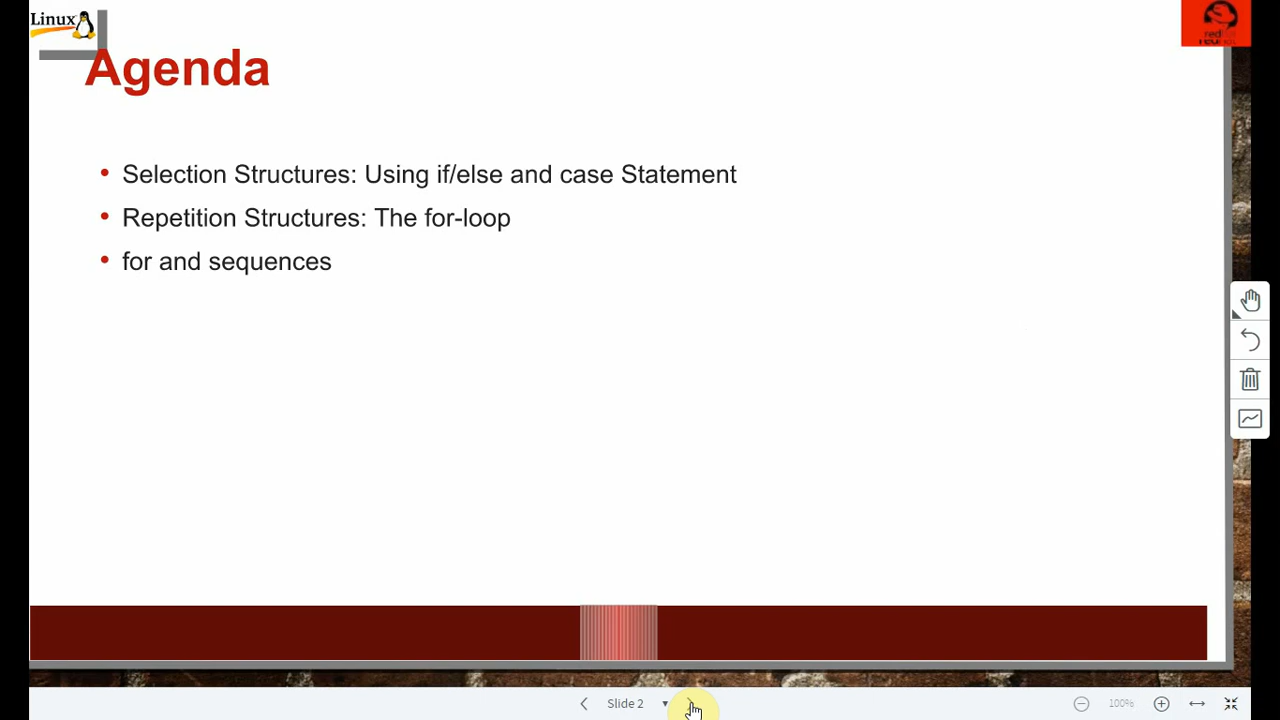 Linux
red
Agenda
• Selection Structures: Using if/else and case Statement
• Repetition Structures: The for-loop
• for and sequences
Slide 2
100%